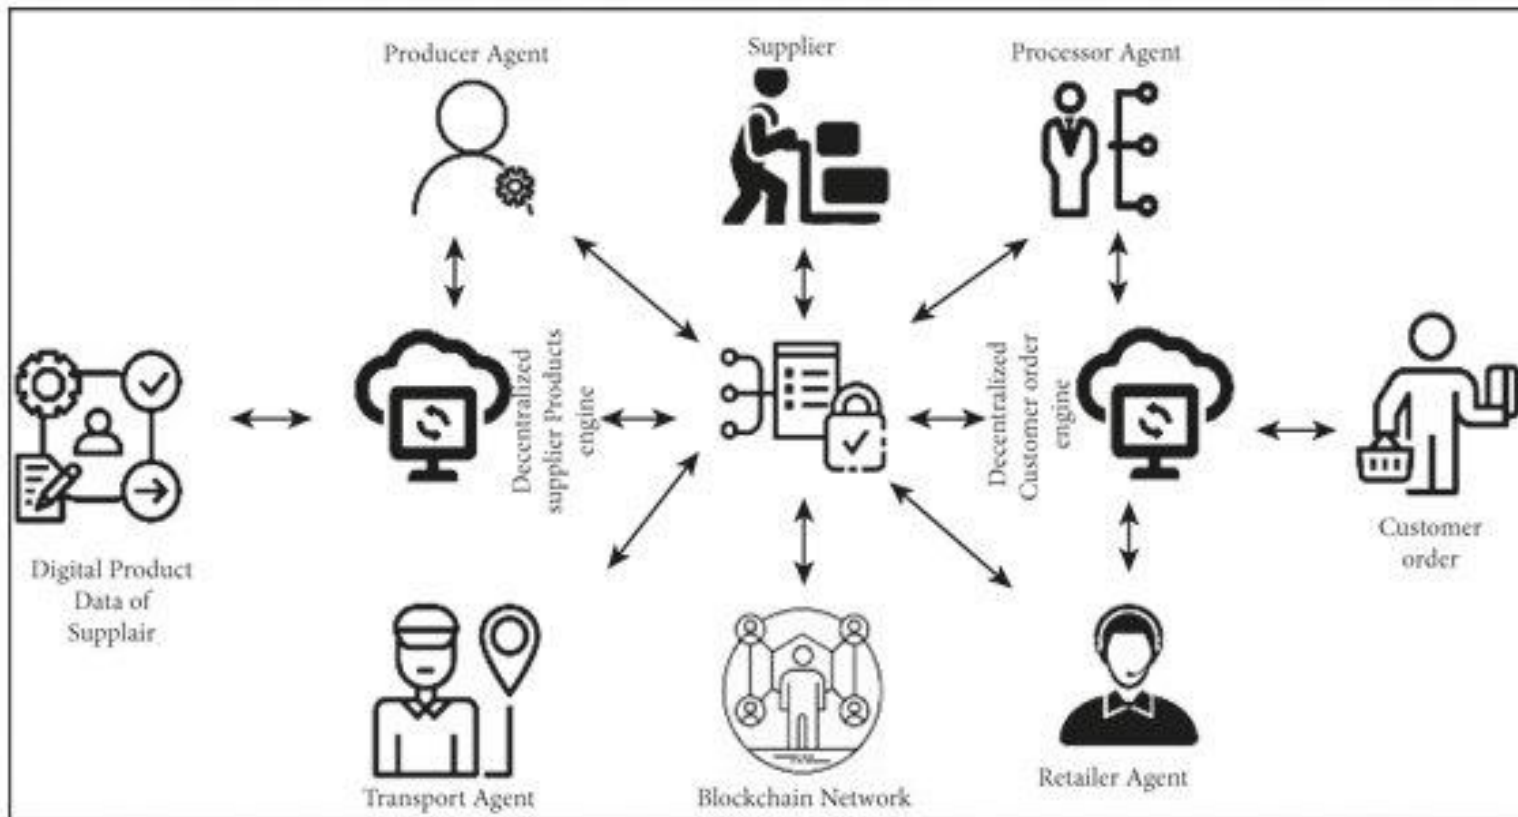 Producer Agent
Supplier
Processor Agent
Decentralized
supplier Products
engine
Decentralized
Customer order
engine
Digital Product
Data of
Supplair
Customer
order
Transport Agent
Blockchain Network
Retailer Agent